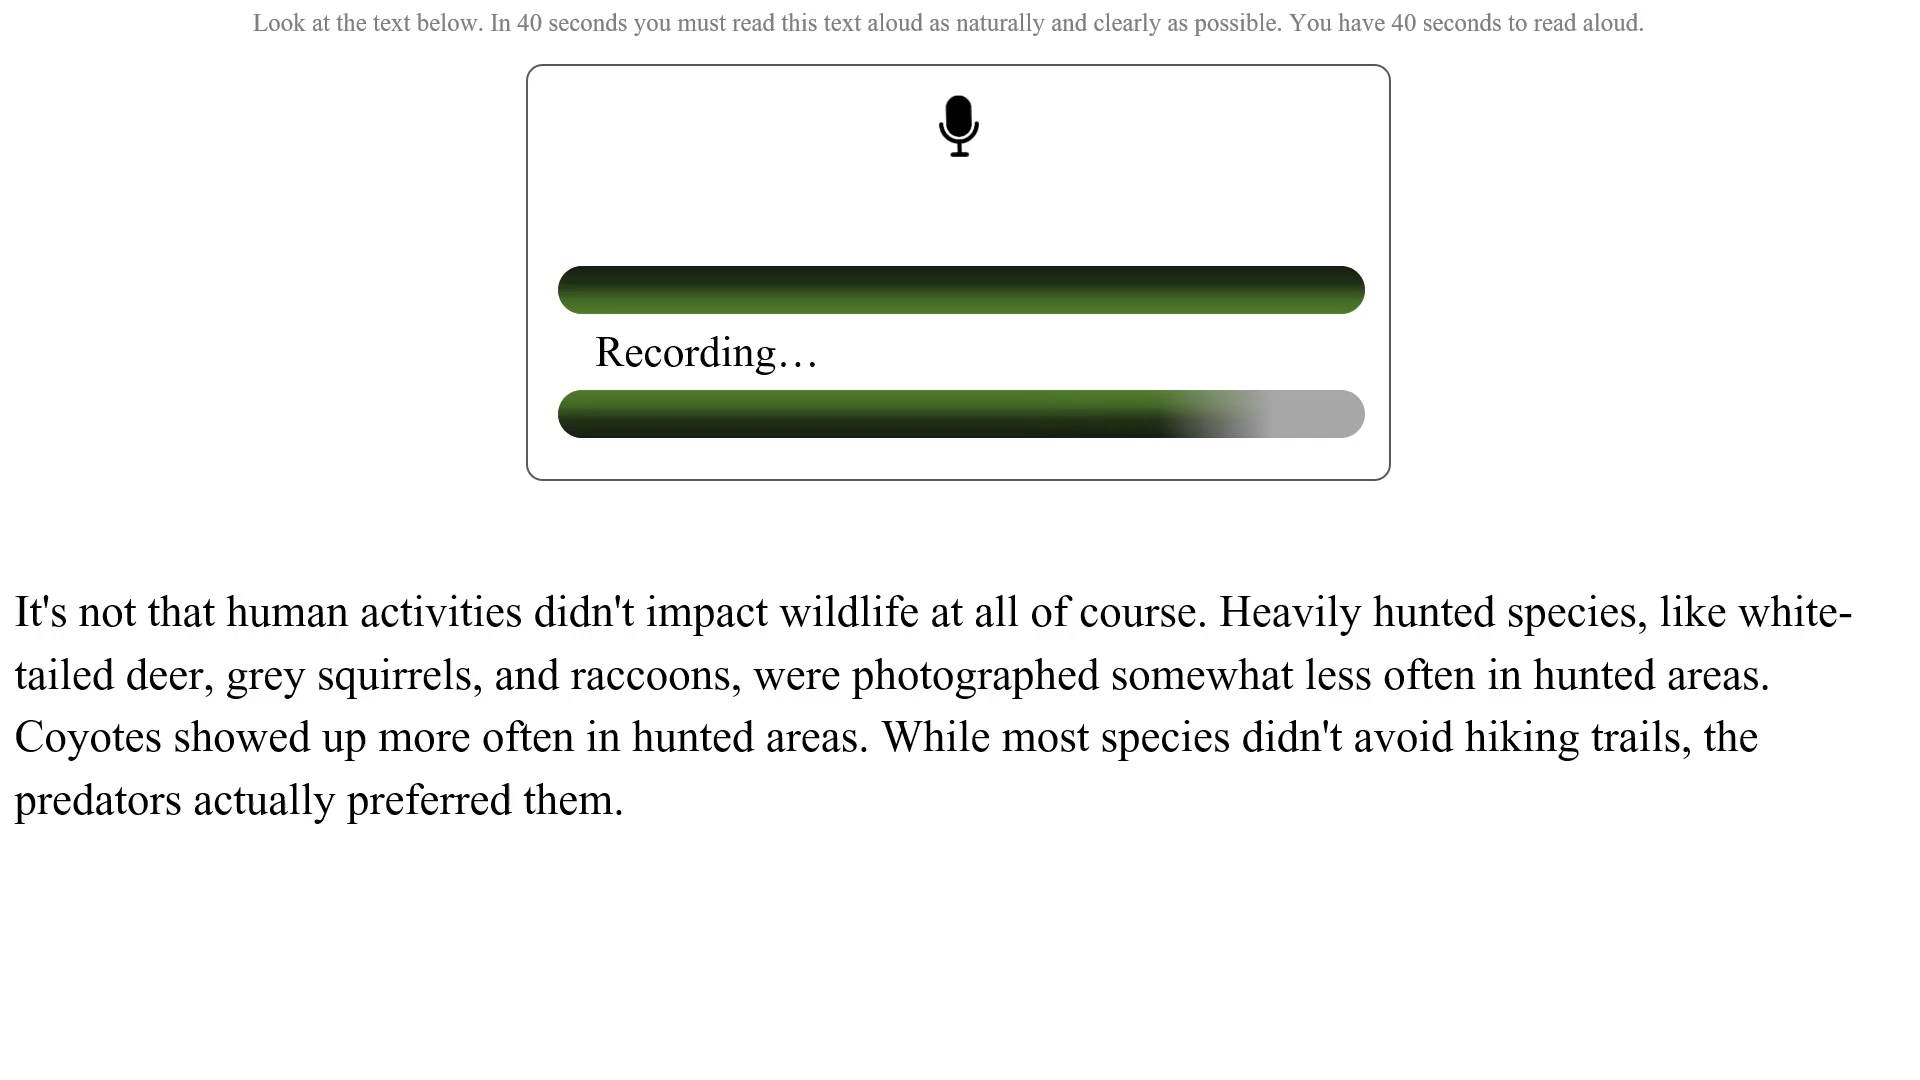 Look at the text below. In 40 seconds you must read this text aloud as naturally and clearly as possible. You have 40 seconds to read aloud.
Recording…
It's not that human activities didn't impact wildlife at all of course. Heavily hunted species, like white-
tailed deer, grey squirrels, and raccoons, were photographed somewhat less often in hunted areas.
Coyotes showed up more often in hunted areas. While most species didn't avoid hiking trails, the
predators actually preferred them.